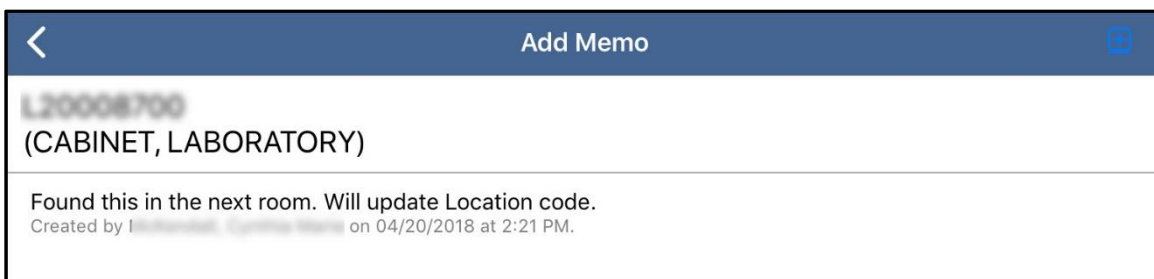 Add Memo
(CABINET, LABORATORY)
Found this in the next room. Will update Location code.
Created by on 04/20/2018 at 2:21 PM.